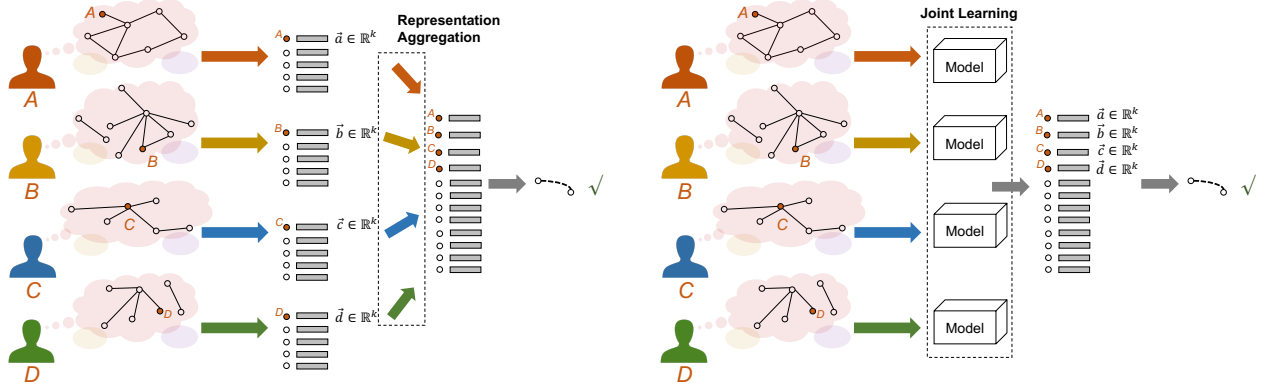 Representation
Aggregation
A
A
A
a⃗ ∈ ℝᵏ
B
B
B
b⃗ ∈ ℝᵏ
A
B
C
D
√
C
C
C
c⃗ ∈ ℝᵏ
D
D
D
d⃗ ∈ ℝᵏ
Joint Learning
A
A
Model
B
B
Model
A
a⃗ ∈ ℝᵏ
B
b⃗ ∈ ℝᵏ
C
c⃗ ∈ ℝᵏ
D
d⃗ ∈ ℝᵏ
√
C
C
Model
D
D
Model